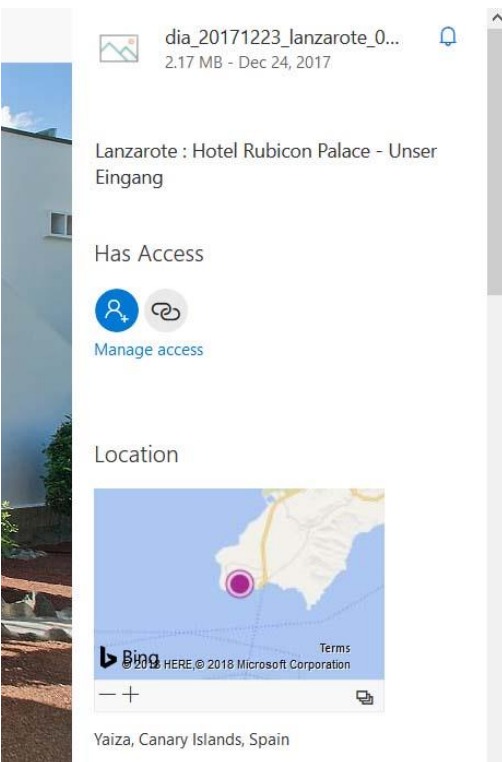 dia_20171223_lanzarote_0...
2.17 MB - Dec 24, 2017
Lanzarote : Hotel Rubicon Palace - Unser
Eingang
Has Access
Manage access
Location
Bing
Terms
© 2018 HERE,© 2018 Microsoft Corporation
Yaiza, Canary Islands, Spain